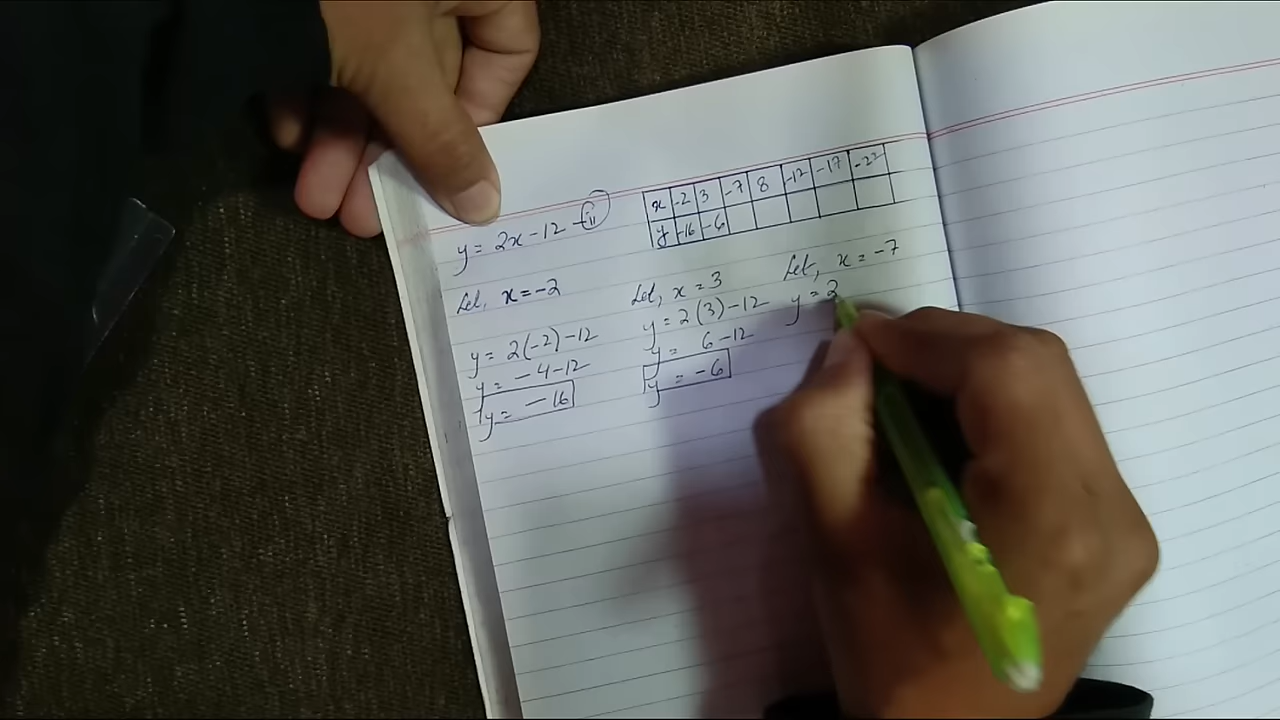 y = 2x - 12 - (ii)
x -2 3 -7 8 -12 -17 -22
y -16 -6
Let, x = -2
y = 2(-2) - 12
y = -4 - 12
y = -16
Let, x = 3
y = 2(3) - 12
y = 6 - 12
y = -6
Let, x = -7
y = 2